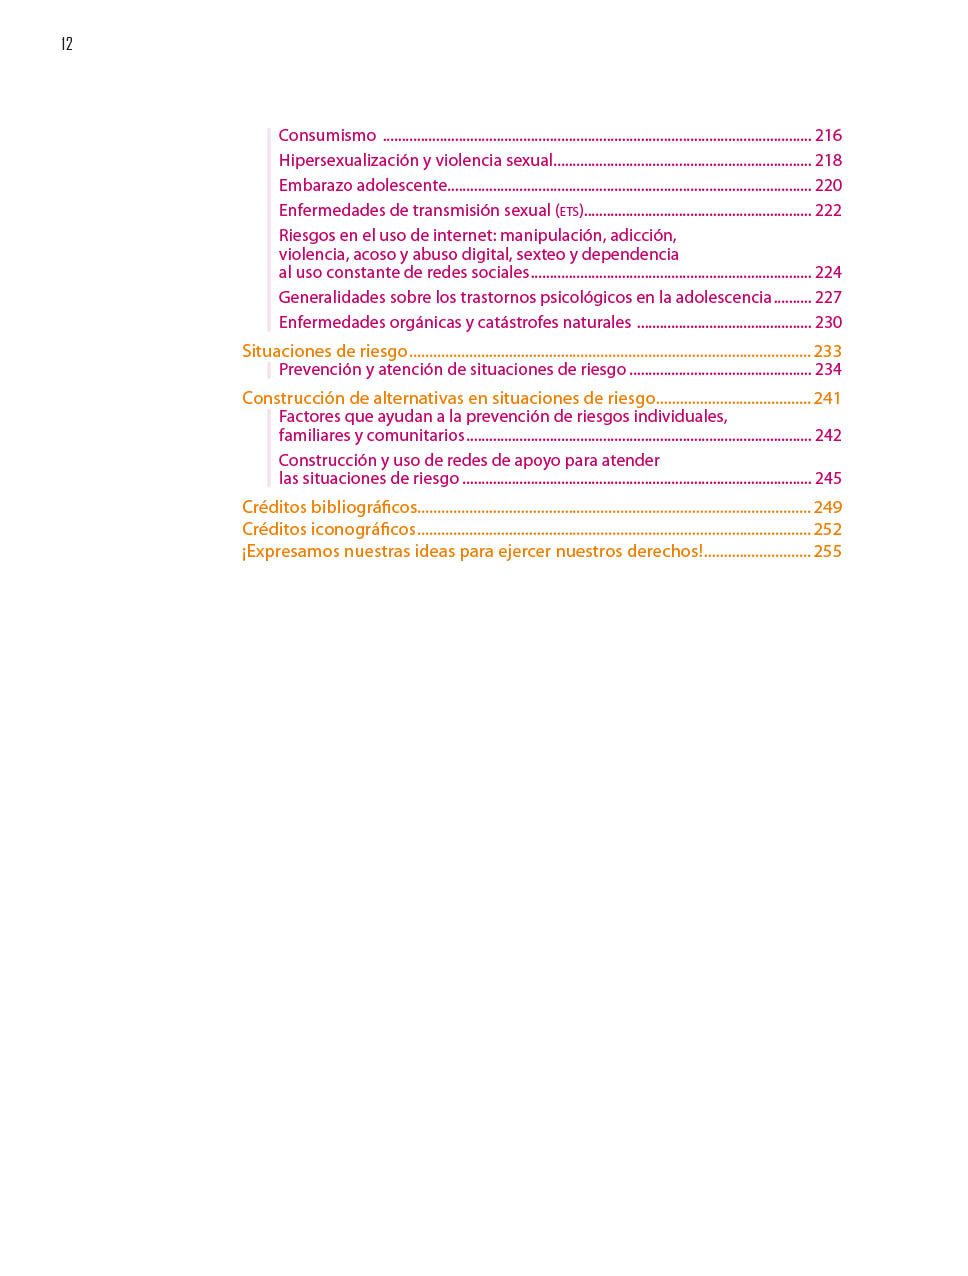 12
Consumismo ................................................................................................................. 216
Hipersexualización y violencia sexual.................................................................... 218
Embarazo adolescente................................................................................................ 220
Enfermedades de transmisión sexual (ETS)............................................................ 222
Riesgos en el uso de internet: manipulación, adicción,
violencia, acoso y abuso digital, sexteo y dependencia
al uso constante de redes sociales.......................................................................... 224
Generalidades sobre los trastornos psicológicos en la adolescencia.......... 227
Enfermedades orgánicas y catástrofes naturales .............................................. 230
Situaciones de riesgo.................................................................................................... 233
Prevención y atención de situaciones de riesgo ................................................ 234
Construcción de alternativas en situaciones de riesgo....................................... 241
Factores que ayudan a la prevención de riesgos individuales,
familiares y comunitarios........................................................................................... 242
Construcción y uso de redes de apoyo para atender
las situaciones de riesgo ............................................................................................ 245
Créditos bibliográficos.................................................................................................. 249
Créditos iconográficos.................................................................................................. 252
¡Expresamos nuestras ideas para ejercer nuestros derechos!........................... 255